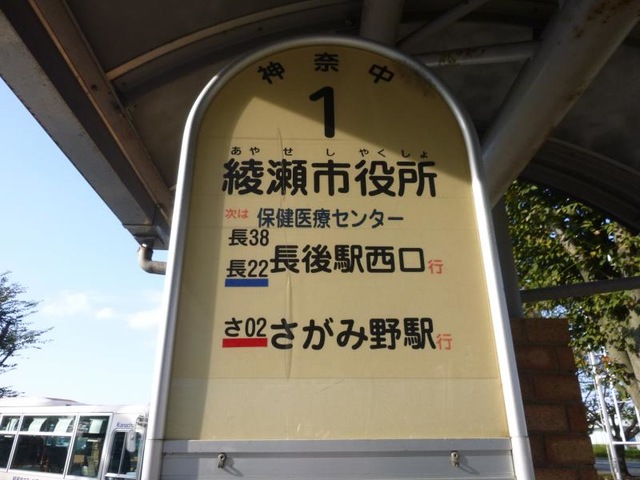 神奈中
1
あやせしやくしょ
綾瀬市役所
次は 保健医療センター
長38
長22 長後駅西口行
さ02 さがみ野駅行